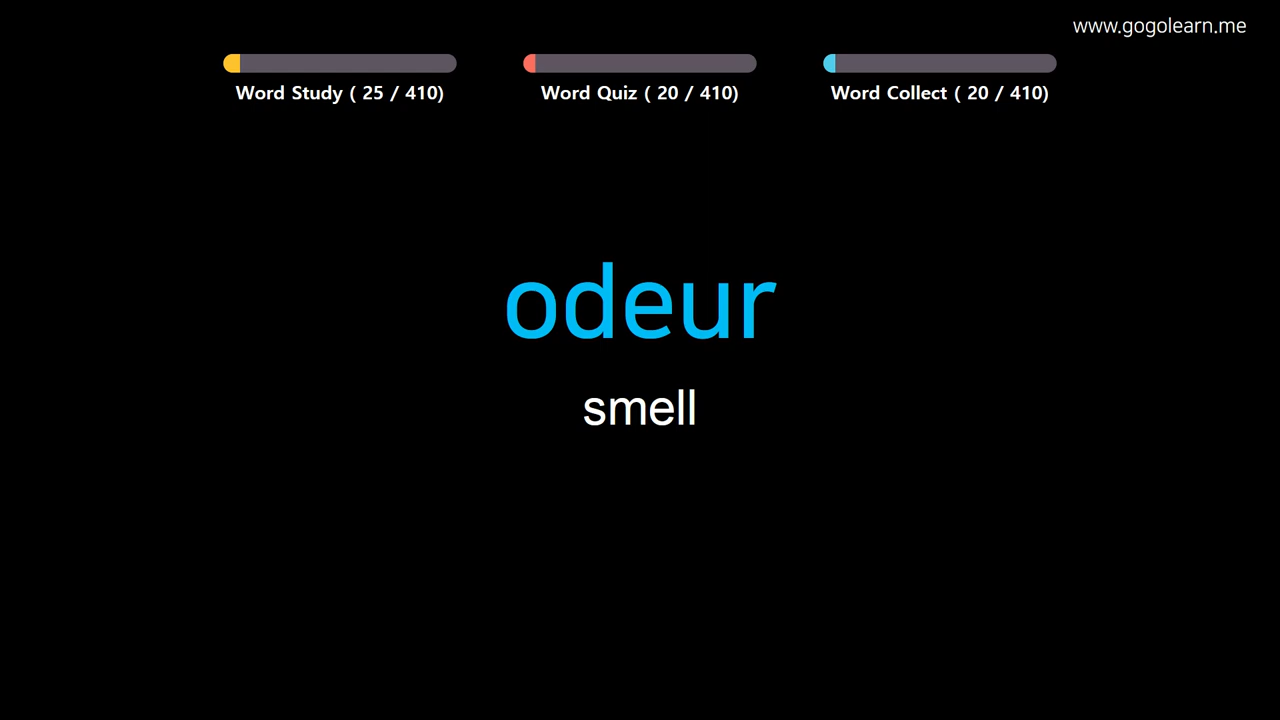 www.gogolearn.me
Word Study ( 25 / 410)
Word Quiz ( 20 / 410)
Word Collect ( 20 / 410)
odeur
smell